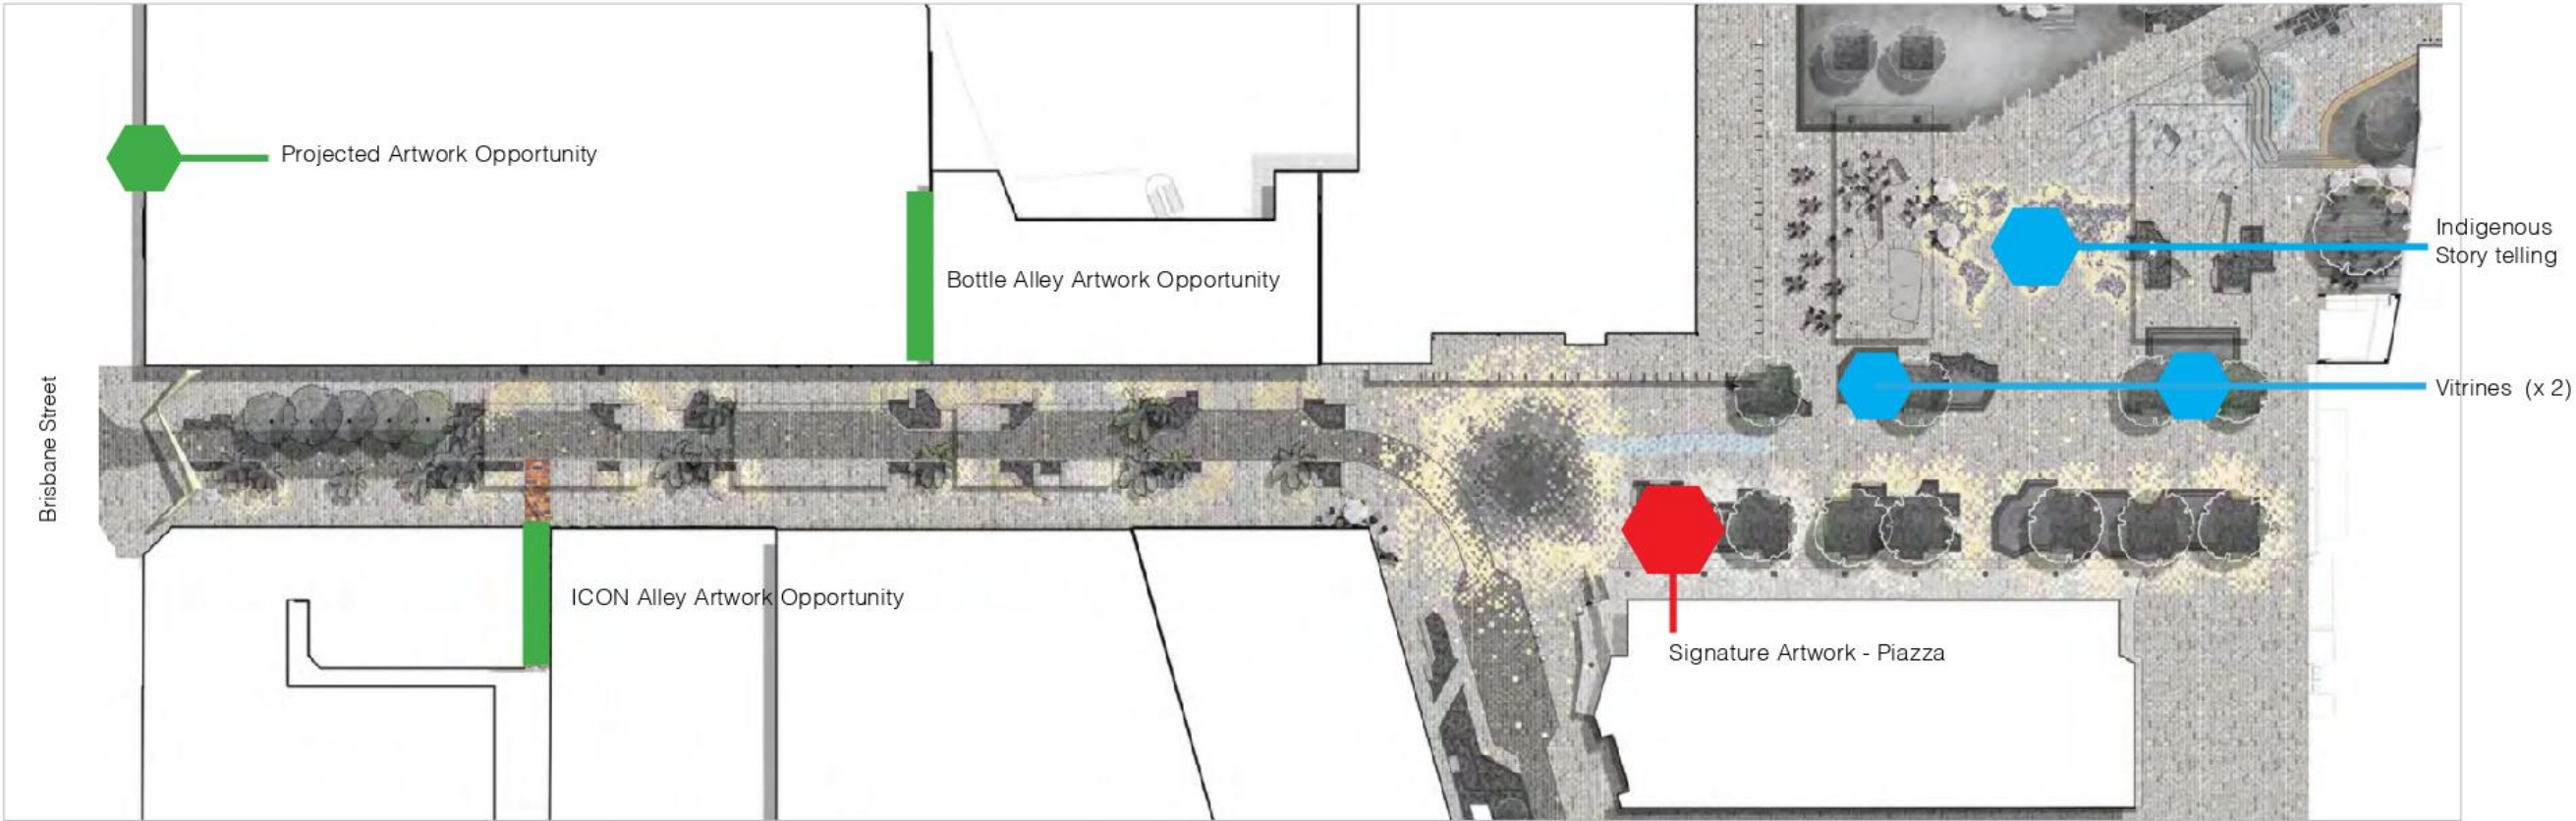 Projected Artwork Opportunity
Indigenous
Story telling
Bottle Alley Artwork Opportunity
Brisbane Street
Vitrines (x 2)
ICON Alley Artwork Opportunity
Signature Artwork - Piazza